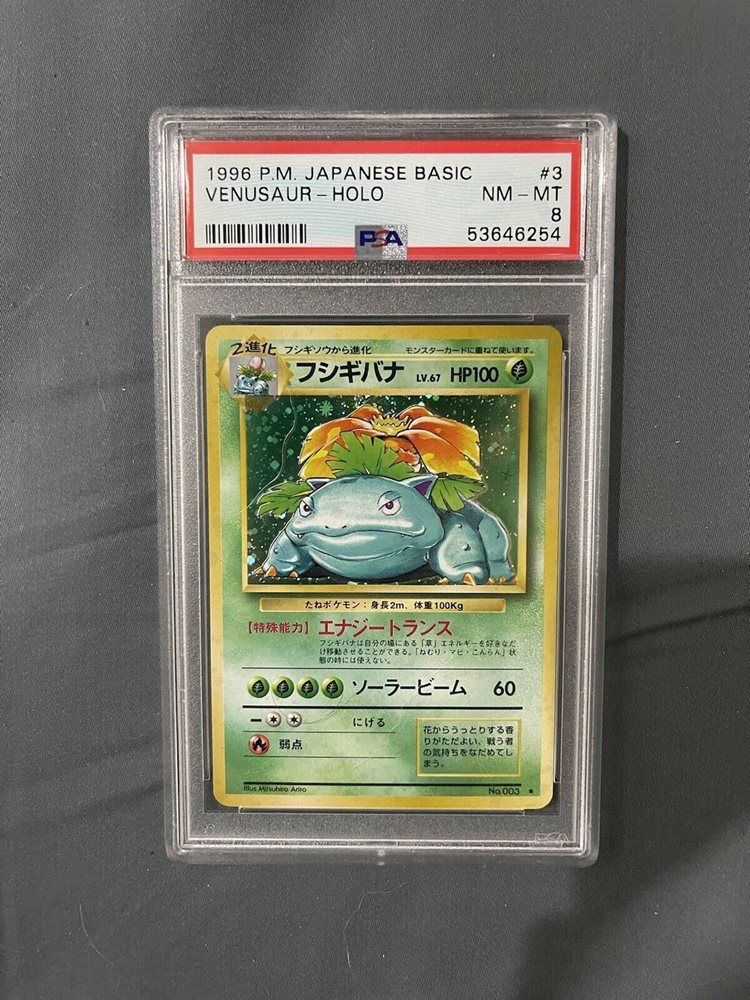 1996 P.M. JAPANESE BASIC #3
VENUSAUR - HOLO NM - MT
8
PSA 53646254
2進化 フシギソウから進化 モンスターカードに重ねて使います。
フシギバナ LV.67 HP100
たねポケモン：身長2m、体重100Kg
【特殊能力】エナジートランス
フシギバナは自分の場にある「草」エネルギーを好きなだ
け移動させることができる。「ねむり・マヒ・こんらん」状
態の時には使えない。
ソーラービーム 60
にげる
弱点
花からうっとりする香
りがただよい、戦う者
の気持ちをなだめてし
まう。
Illus.Mitsuhiro Arita No.003 ★
PSA